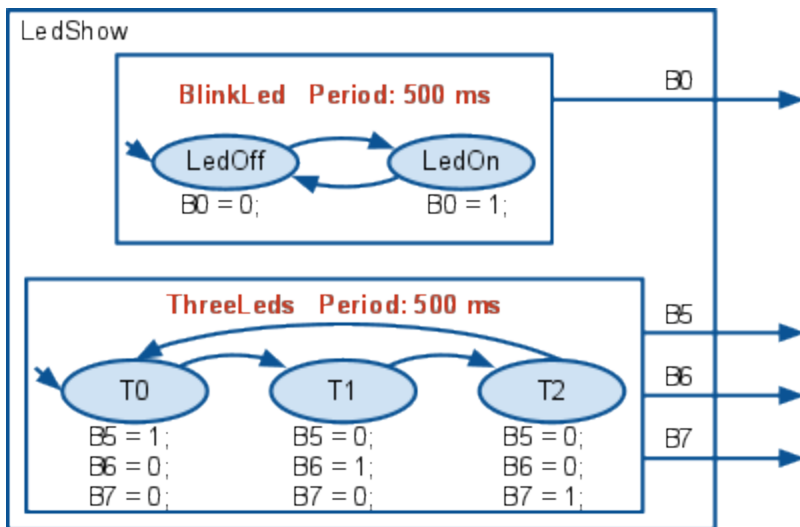 LedShow
BlinkLed Period: 500 ms
B0
LedOff LedOn
B0 = 0; B0 = 1;
ThreeLeds Period: 500 ms
B5
T0 T1 T2
B6
B5 = 1; B5 = 0; B5 = 0;
B6 = 0; B6 = 1; B6 = 0;
B7
B7 = 0; B7 = 0; B7 = 1;